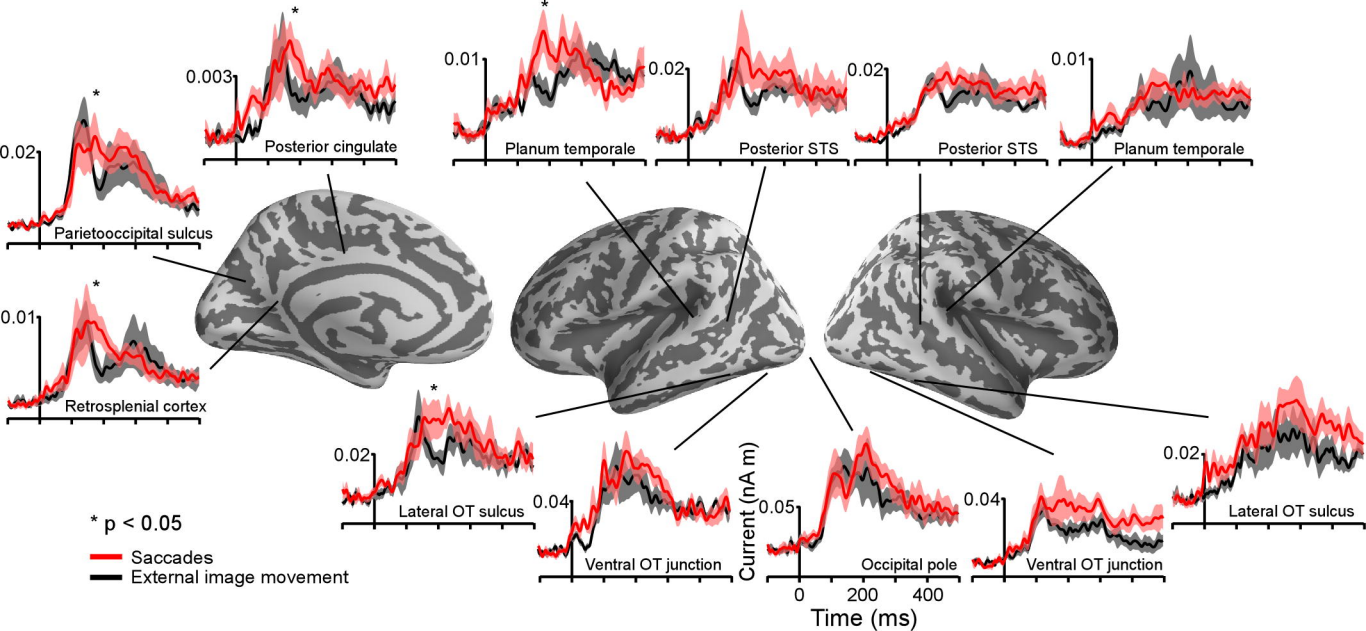 *
0.003
Posterior cingulate
*
0.01
Planum temporale
0.02
Posterior STS
0.02
Posterior STS
0.01
Planum temporale
*
0.02
Parietooccipital sulcus
*
0.01
Retrosplenial cortex
*
0.02
Lateral OT sulcus
0.04
Ventral OT junction
Current (nA m)
0.05
Occipital pole
0 200 400
Time (ms)
0.04
Ventral OT junction
0.02
Lateral OT sulcus
* p < 0.05
Saccades
External image movement